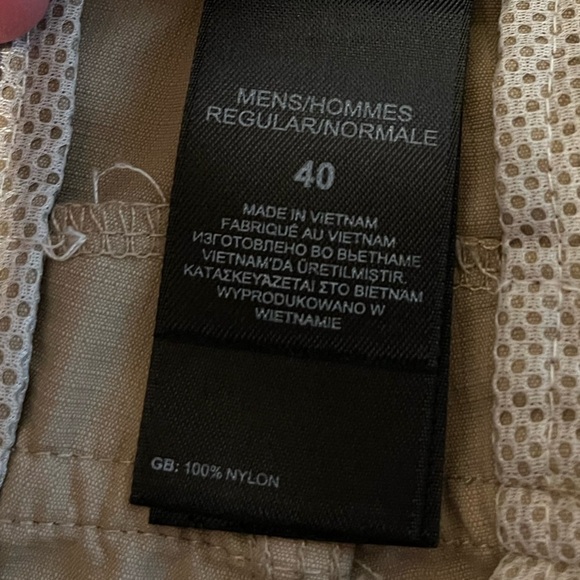 MENS/HOMMES
REGULAR/NORMALE
40
MADE IN VIETNAM
FABRIQUÉ AU VIETNAM
ИЗГОТОВЛЕНО ВО ВЬЕТНАМЕ
VIETNAM'DA ÜRETILMISTIR.
ΚΑΤΑΣΚΕΥΑΖΕΤΑΙ ΣΤΟ ΒΙΕΤΝΑΜ
WYPRODUKOWANO W
WIETNAMIE
GB: 100% NYLON